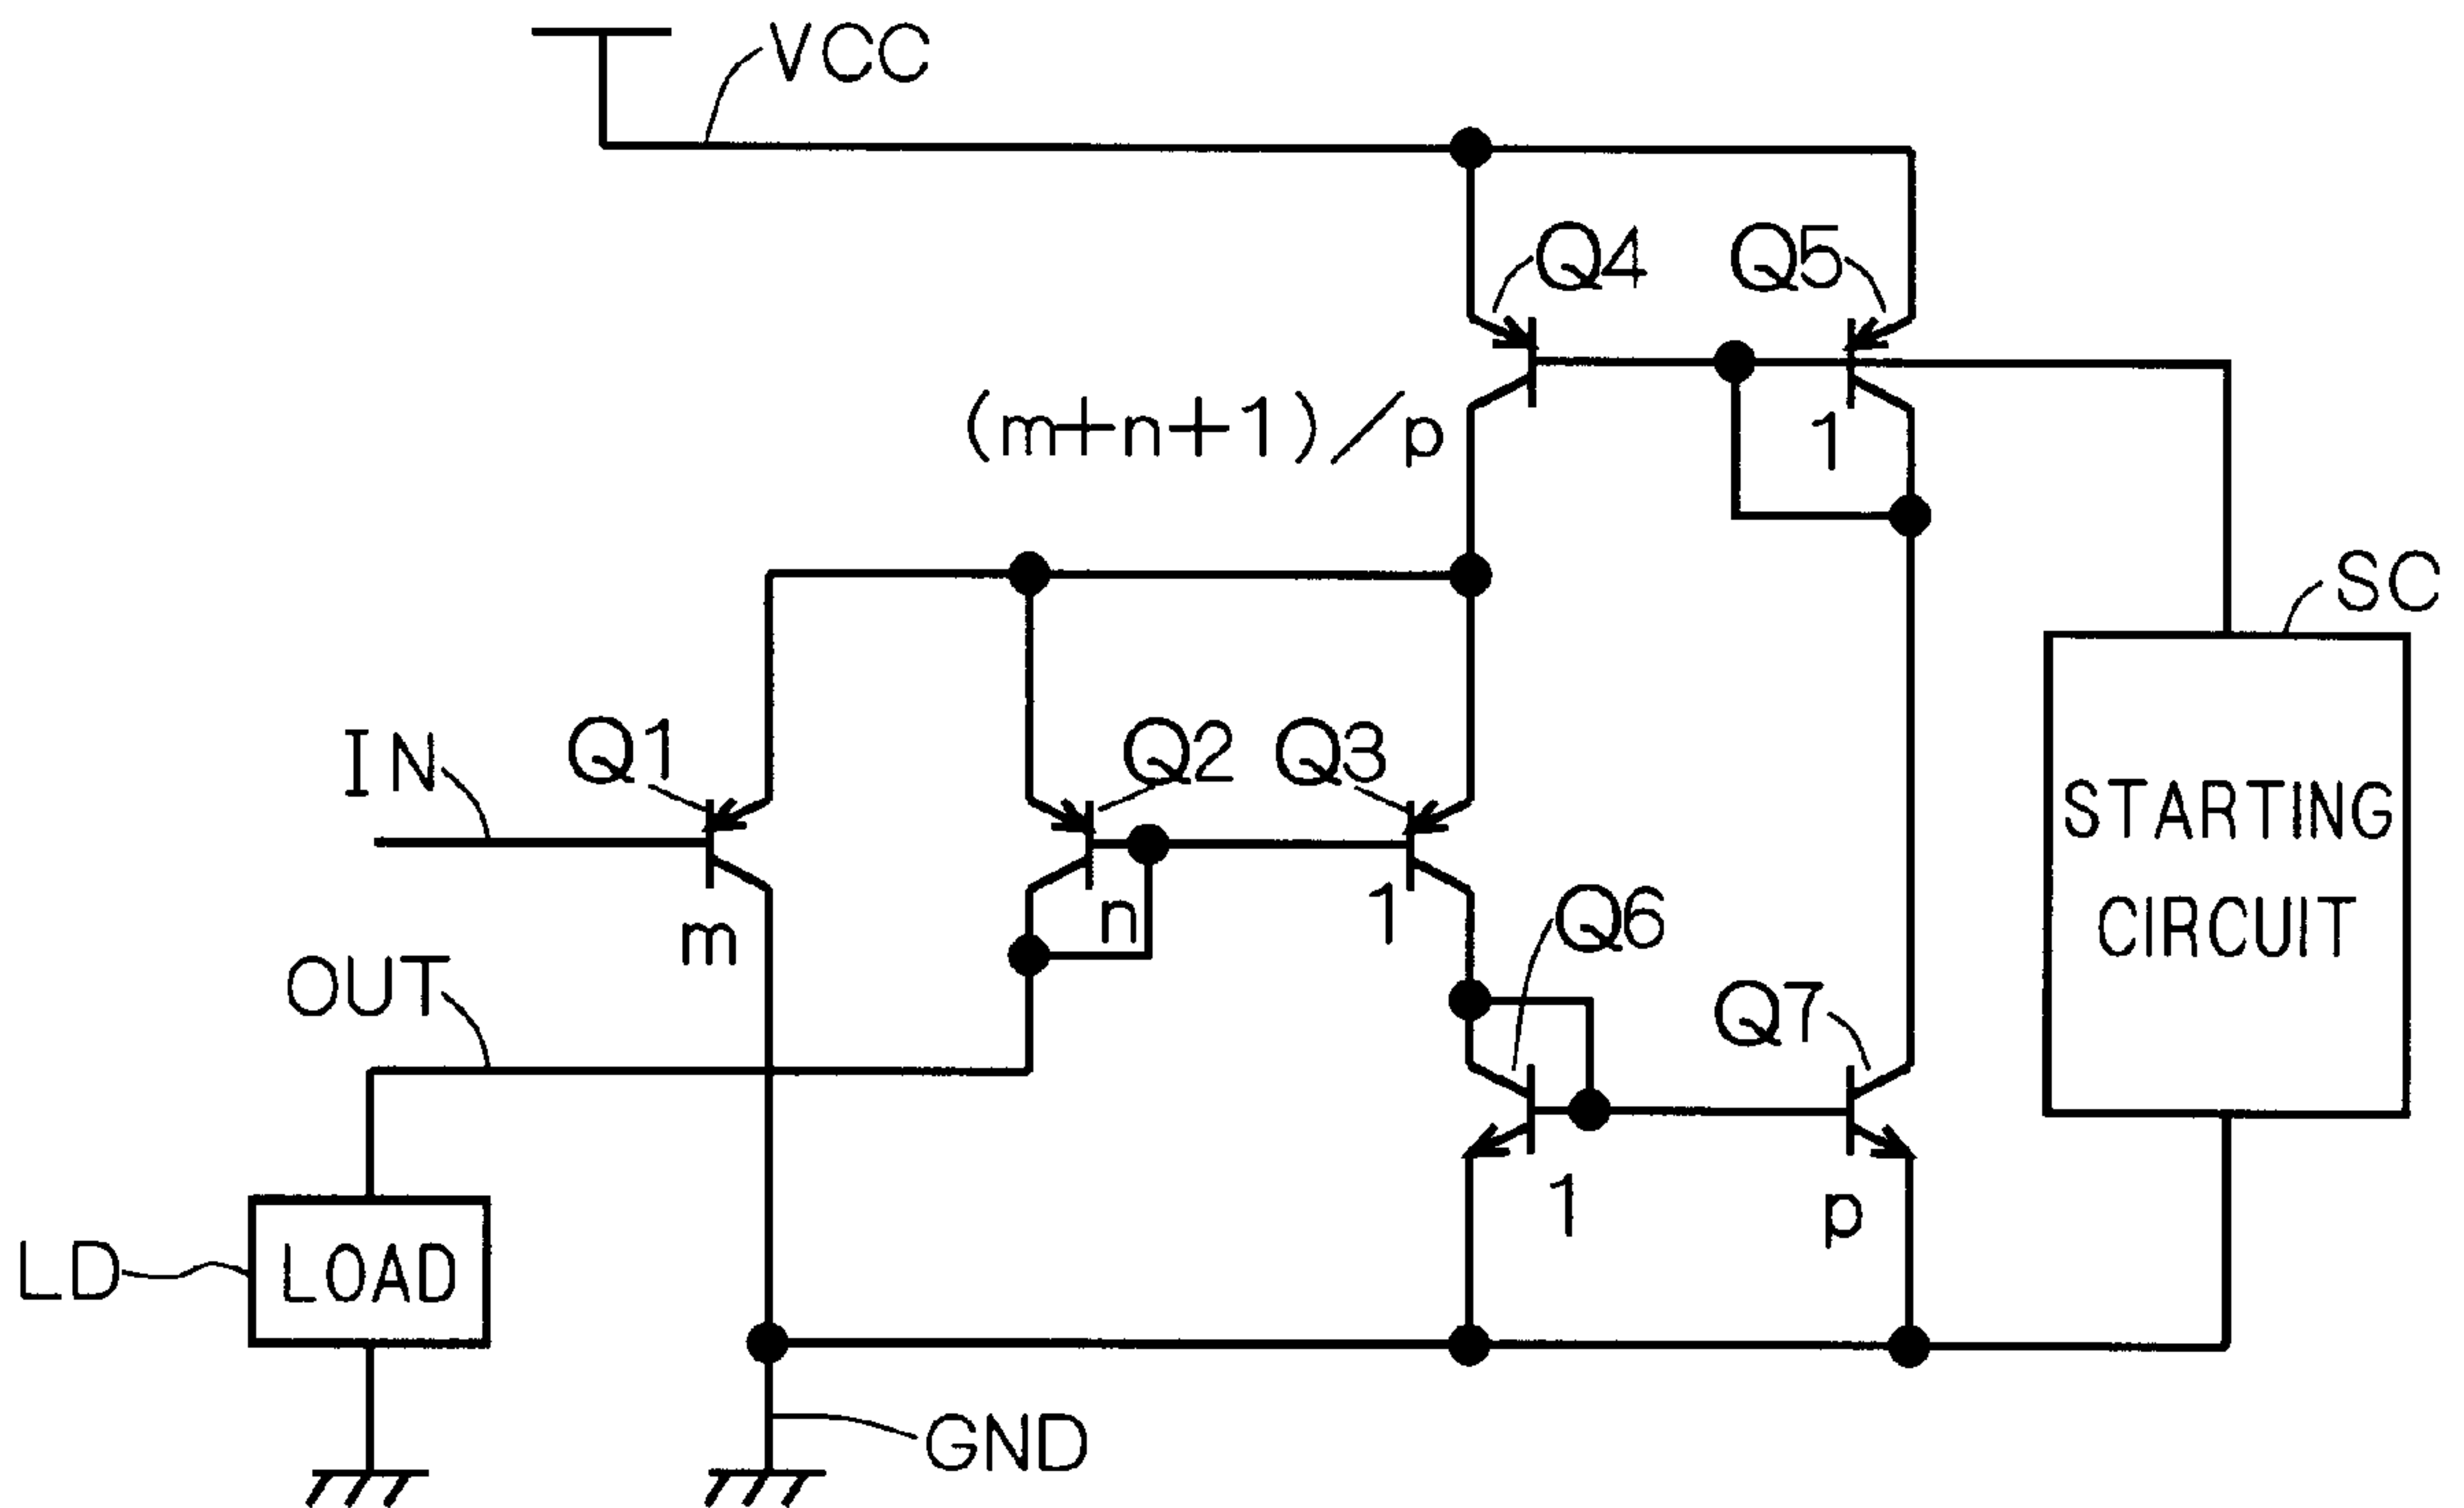 VCC
Q4
Q5
(m+n+1)/p
1
SC
Q1
Q2
Q3
IN
STARTING
CIRCUIT
n
1
Q6
m
OUT
Q7
1
p
LD
LOAD
GND